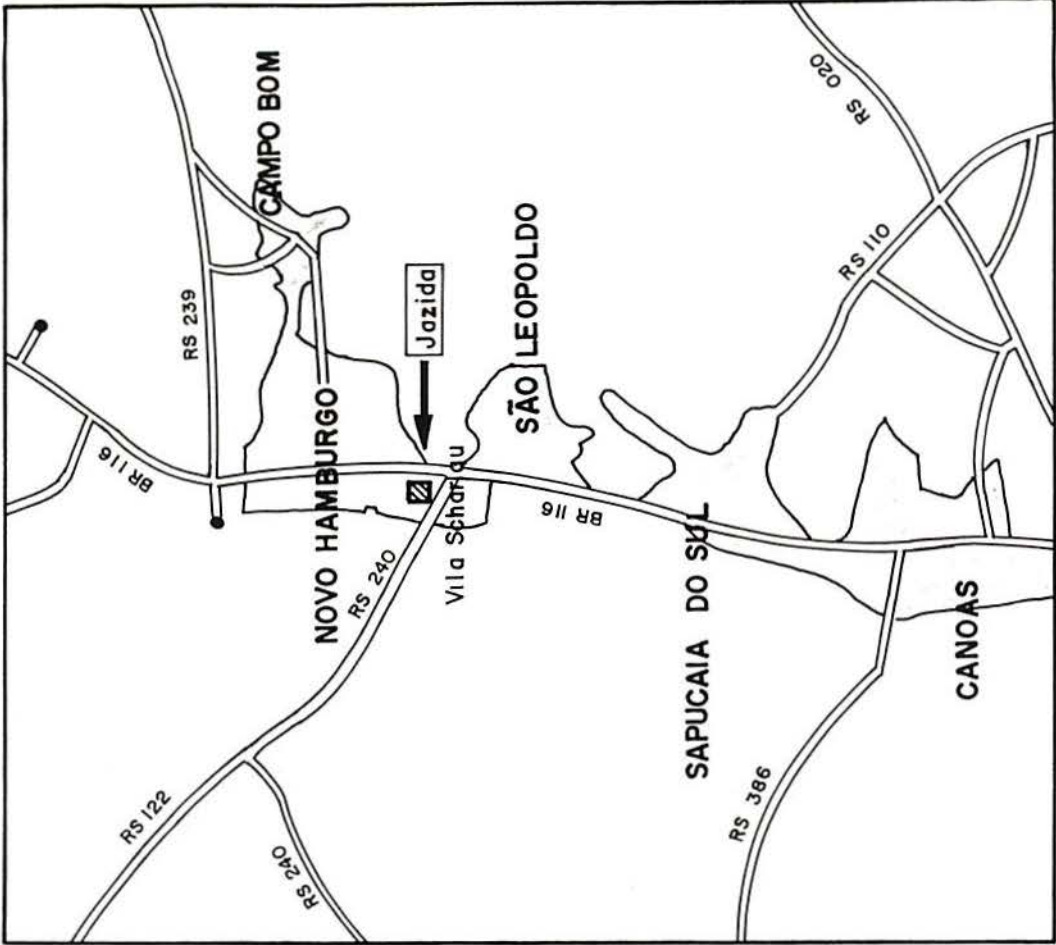 RS 020
CAMPO BOM
RS 110
RS 239
Jazida
SÃO LEOPOLDO
BR 116
NOVO HAMBURGO
Vila Scharlau
BR 116
RS 240
SAPUCAIA DO SUL
CANOAS
RS 122
RS 386
RS 240